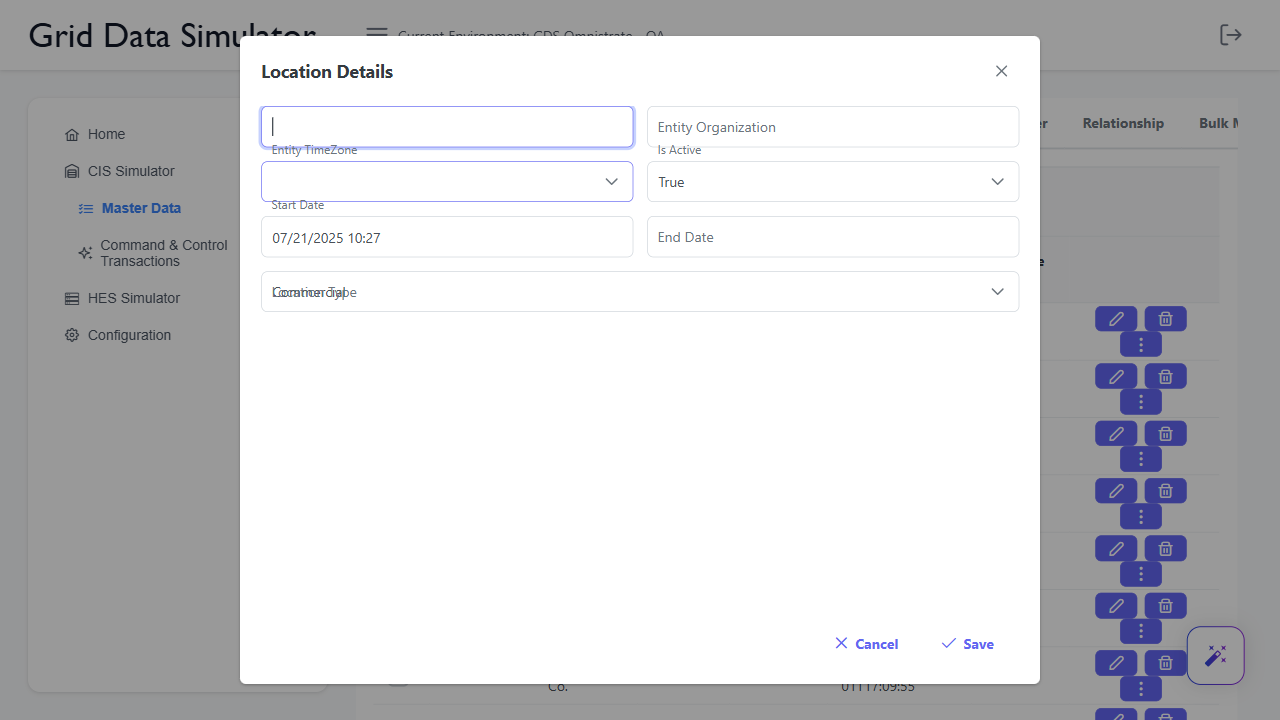 Grid Data Simulator
Current Environment: GDS Omnistrate - QA
Location Details
Home
CIS Simulator
Master Data
Command & Control
Transactions
HES Simulator
Configuration
Relationship
Entity Organization
Entity TimeZone
Is Active
True
Start Date
07/21/2025 10:27
End Date
Location Type
Commercial
Cancel
Save
Co.
01T17:09:55